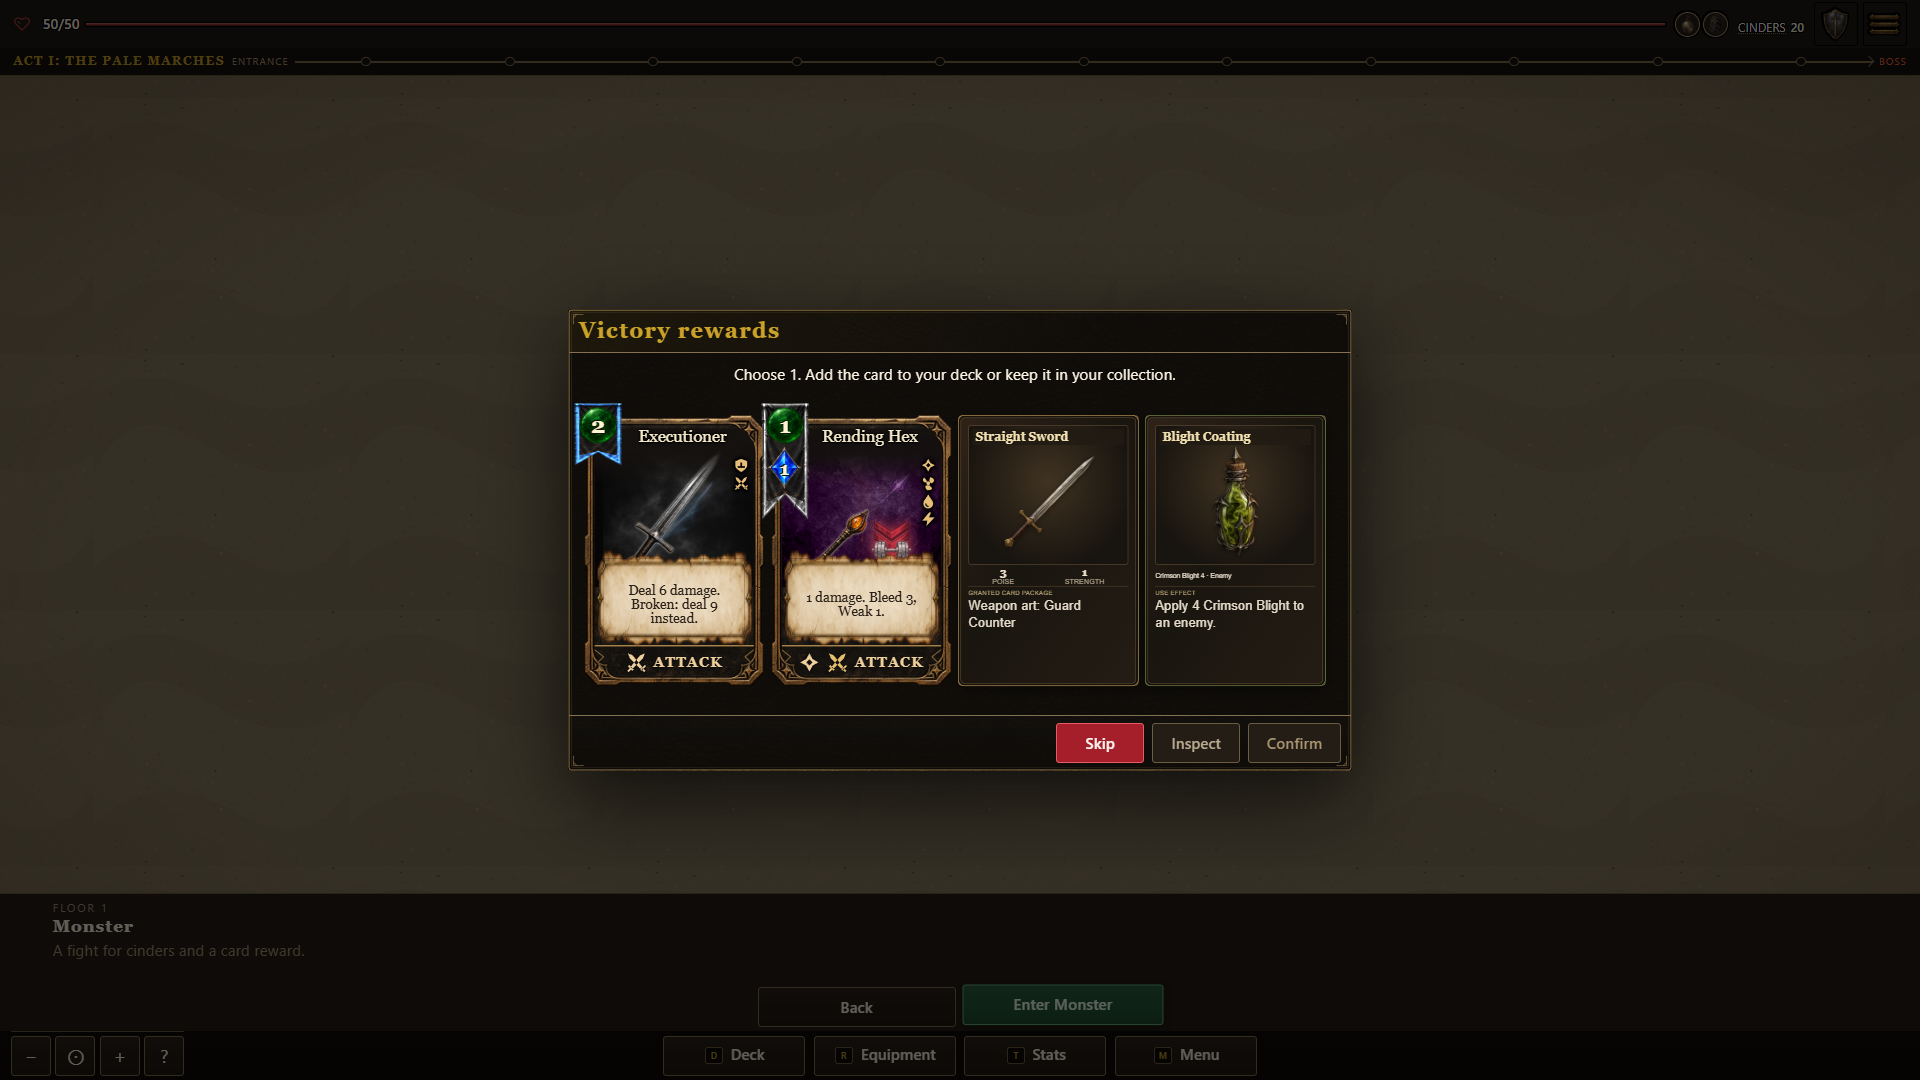 50/50
CINDERS 20
ACT I: THE PALE MARCHES ENTRANCE
BOSS
Victory rewards
Choose 1. Add the card to your deck or keep it in your collection.
2
Executioner
Deal 6 damage.
Broken: deal 9
instead.
ATTACK
1
1
Rending Hex
1 damage. Bleed 3,
Weak 1.
ATTACK
Straight Sword
3 1
POISE STRENGTH
GRANTED CARD PACKAGE
Weapon art: Guard
Counter
Blight Coating
Crimson Blight 4 · Enemy
USE EFFECT
Apply 4 Crimson Blight to
an enemy.
Skip Inspect Confirm
FLOOR 1
Monster
A fight for cinders and a card reward.
Back Enter Monster
− + ?
D Deck R Equipment T Stats M Menu